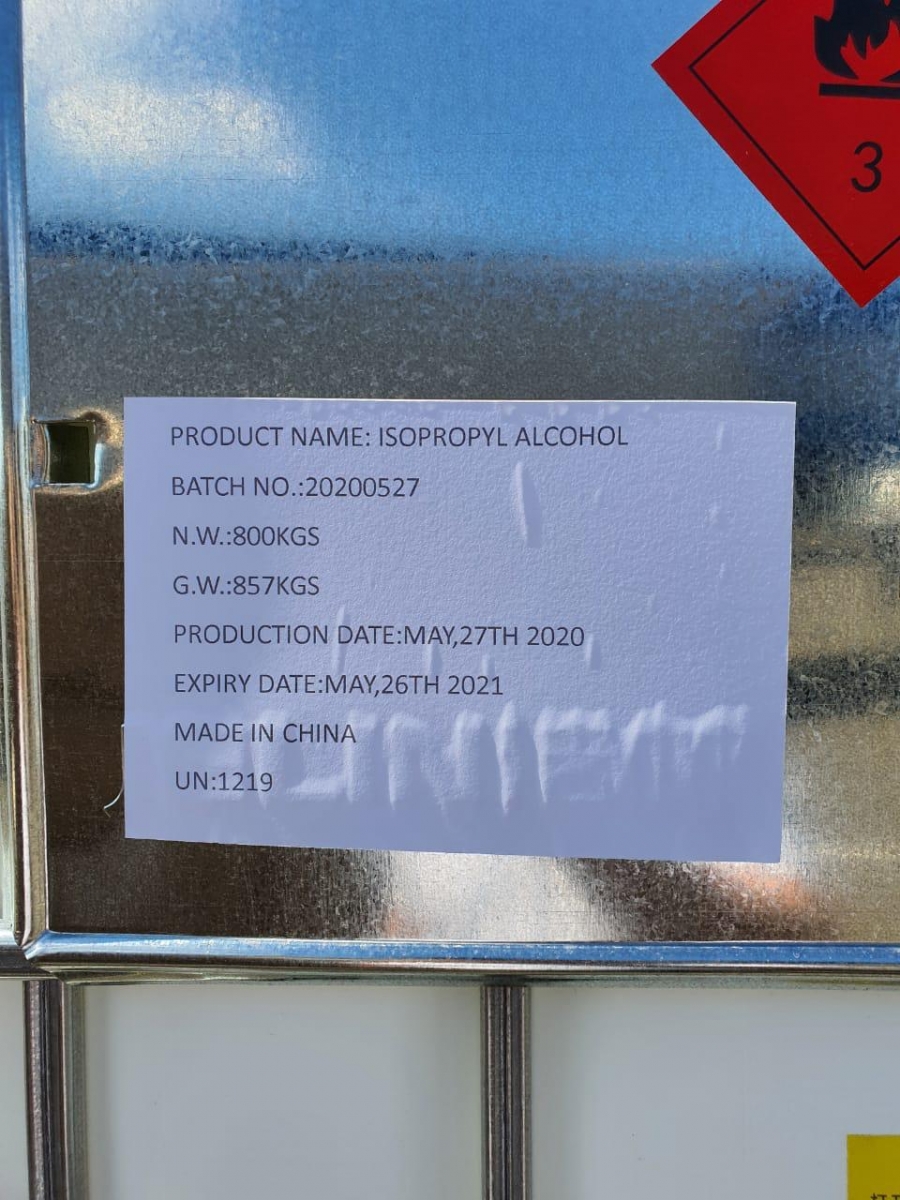 3
PRODUCT NAME: ISOPROPYL ALCOHOL
BATCH NO.:20200527
N.W.:800KGS
G.W.:857KGS
PRODUCTION DATE:MAY,27TH 2020
EXPIRY DATE:MAY,26TH 2021
MADE IN CHINA
UN:1219